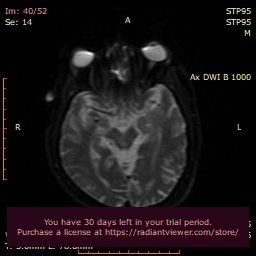 Im: 40/52
Se: 14
STP95
STP95
M
A
Ax DWI B 1000
R
L
You have 30 days left in your trial period.
Purchase a license at https://radiantviewer.com/store/